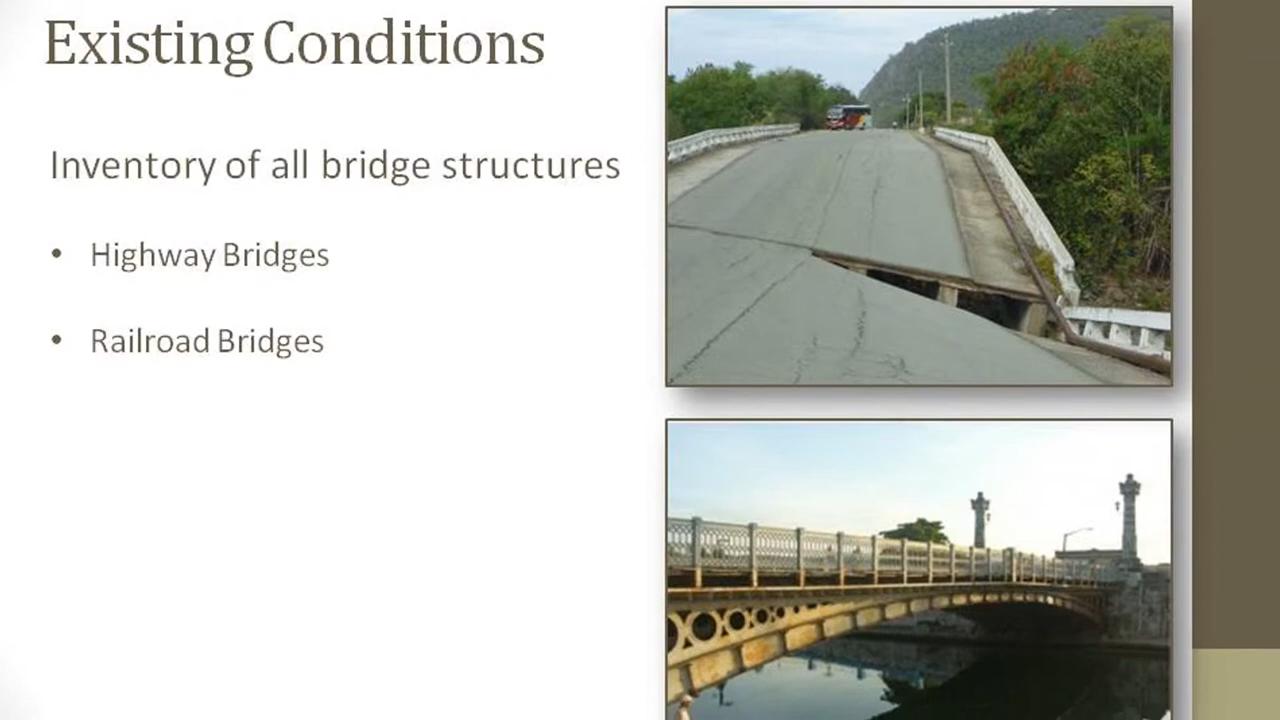 Existing Conditions
Inventory of all bridge structures
• Highway Bridges
• Railroad Bridges